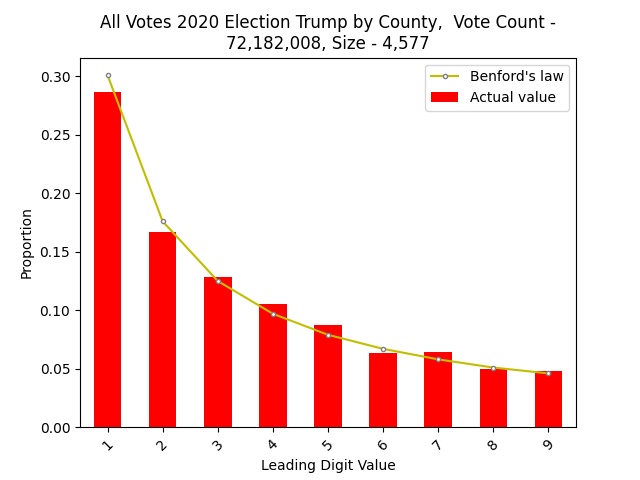 All Votes 2020 Election Trump by County,  Vote Count -
72,182,008, Size - 4,577
Benford's law
Actual value
Proportion
0.30
0.25
0.20
0.15
0.10
0.05
0.00
1 2 3 4 5 6 7 8 9
Leading Digit Value